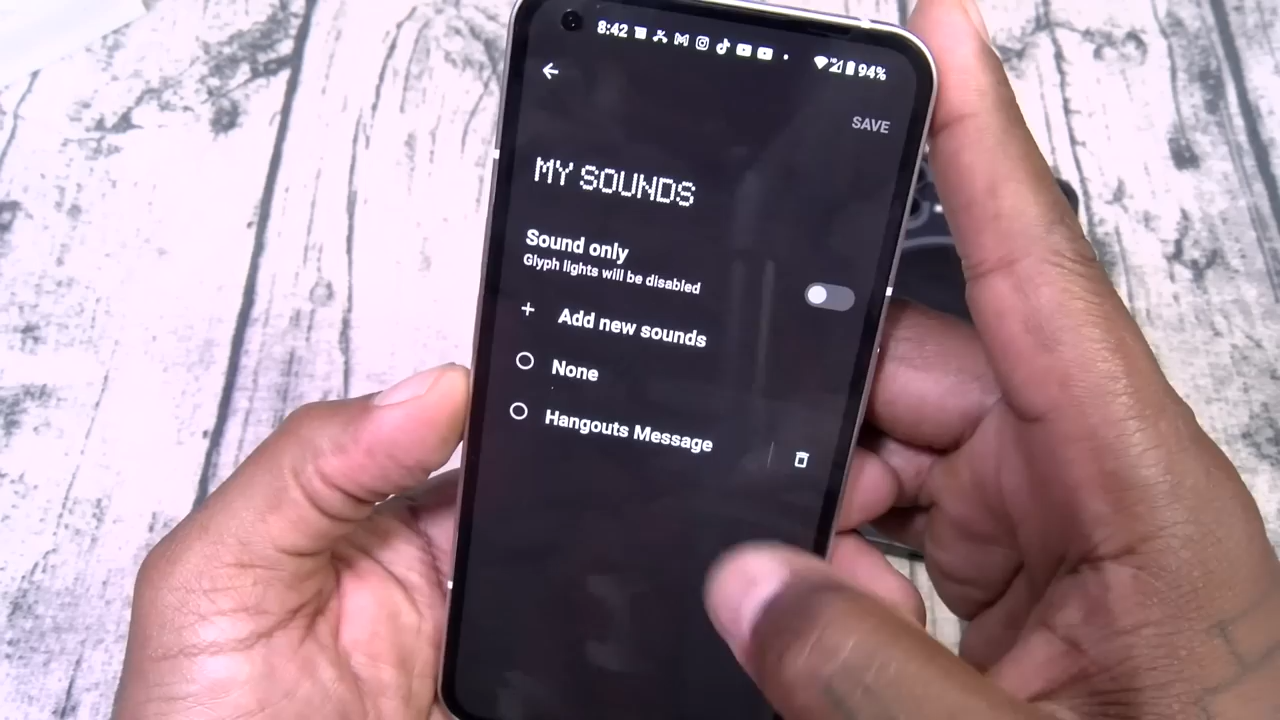 8:42 94%
SAVE
MY SOUNDS
Sound only
Glyph lights will be disabled
+ Add new sounds
None
Hangouts Message